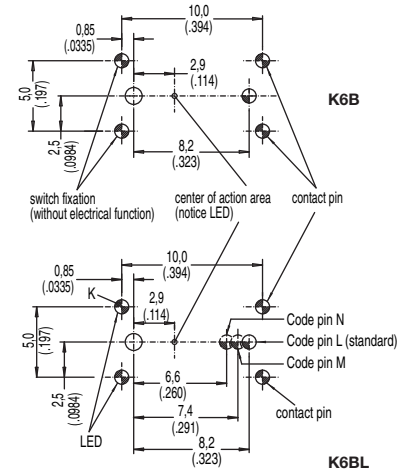 10,0
(.394)
0,85
(.0335)
2,9
(.114)
5,0
(.197)
2,5
(.0984)
8,2
(.323)
K6B
switch fixation
(without electrical function)
center of action area
(notice LED)
contact pin
10,0
(.394)
0,85
(.0335)
K
2,9
(.114)
5,0
(.197)
2,5
(.0984)
Code pin N
Code pin L (standard)
Code pin M
6,6
(.260)
7,4
(.291)
8,2
(.323)
contact pin
LED
K6BL